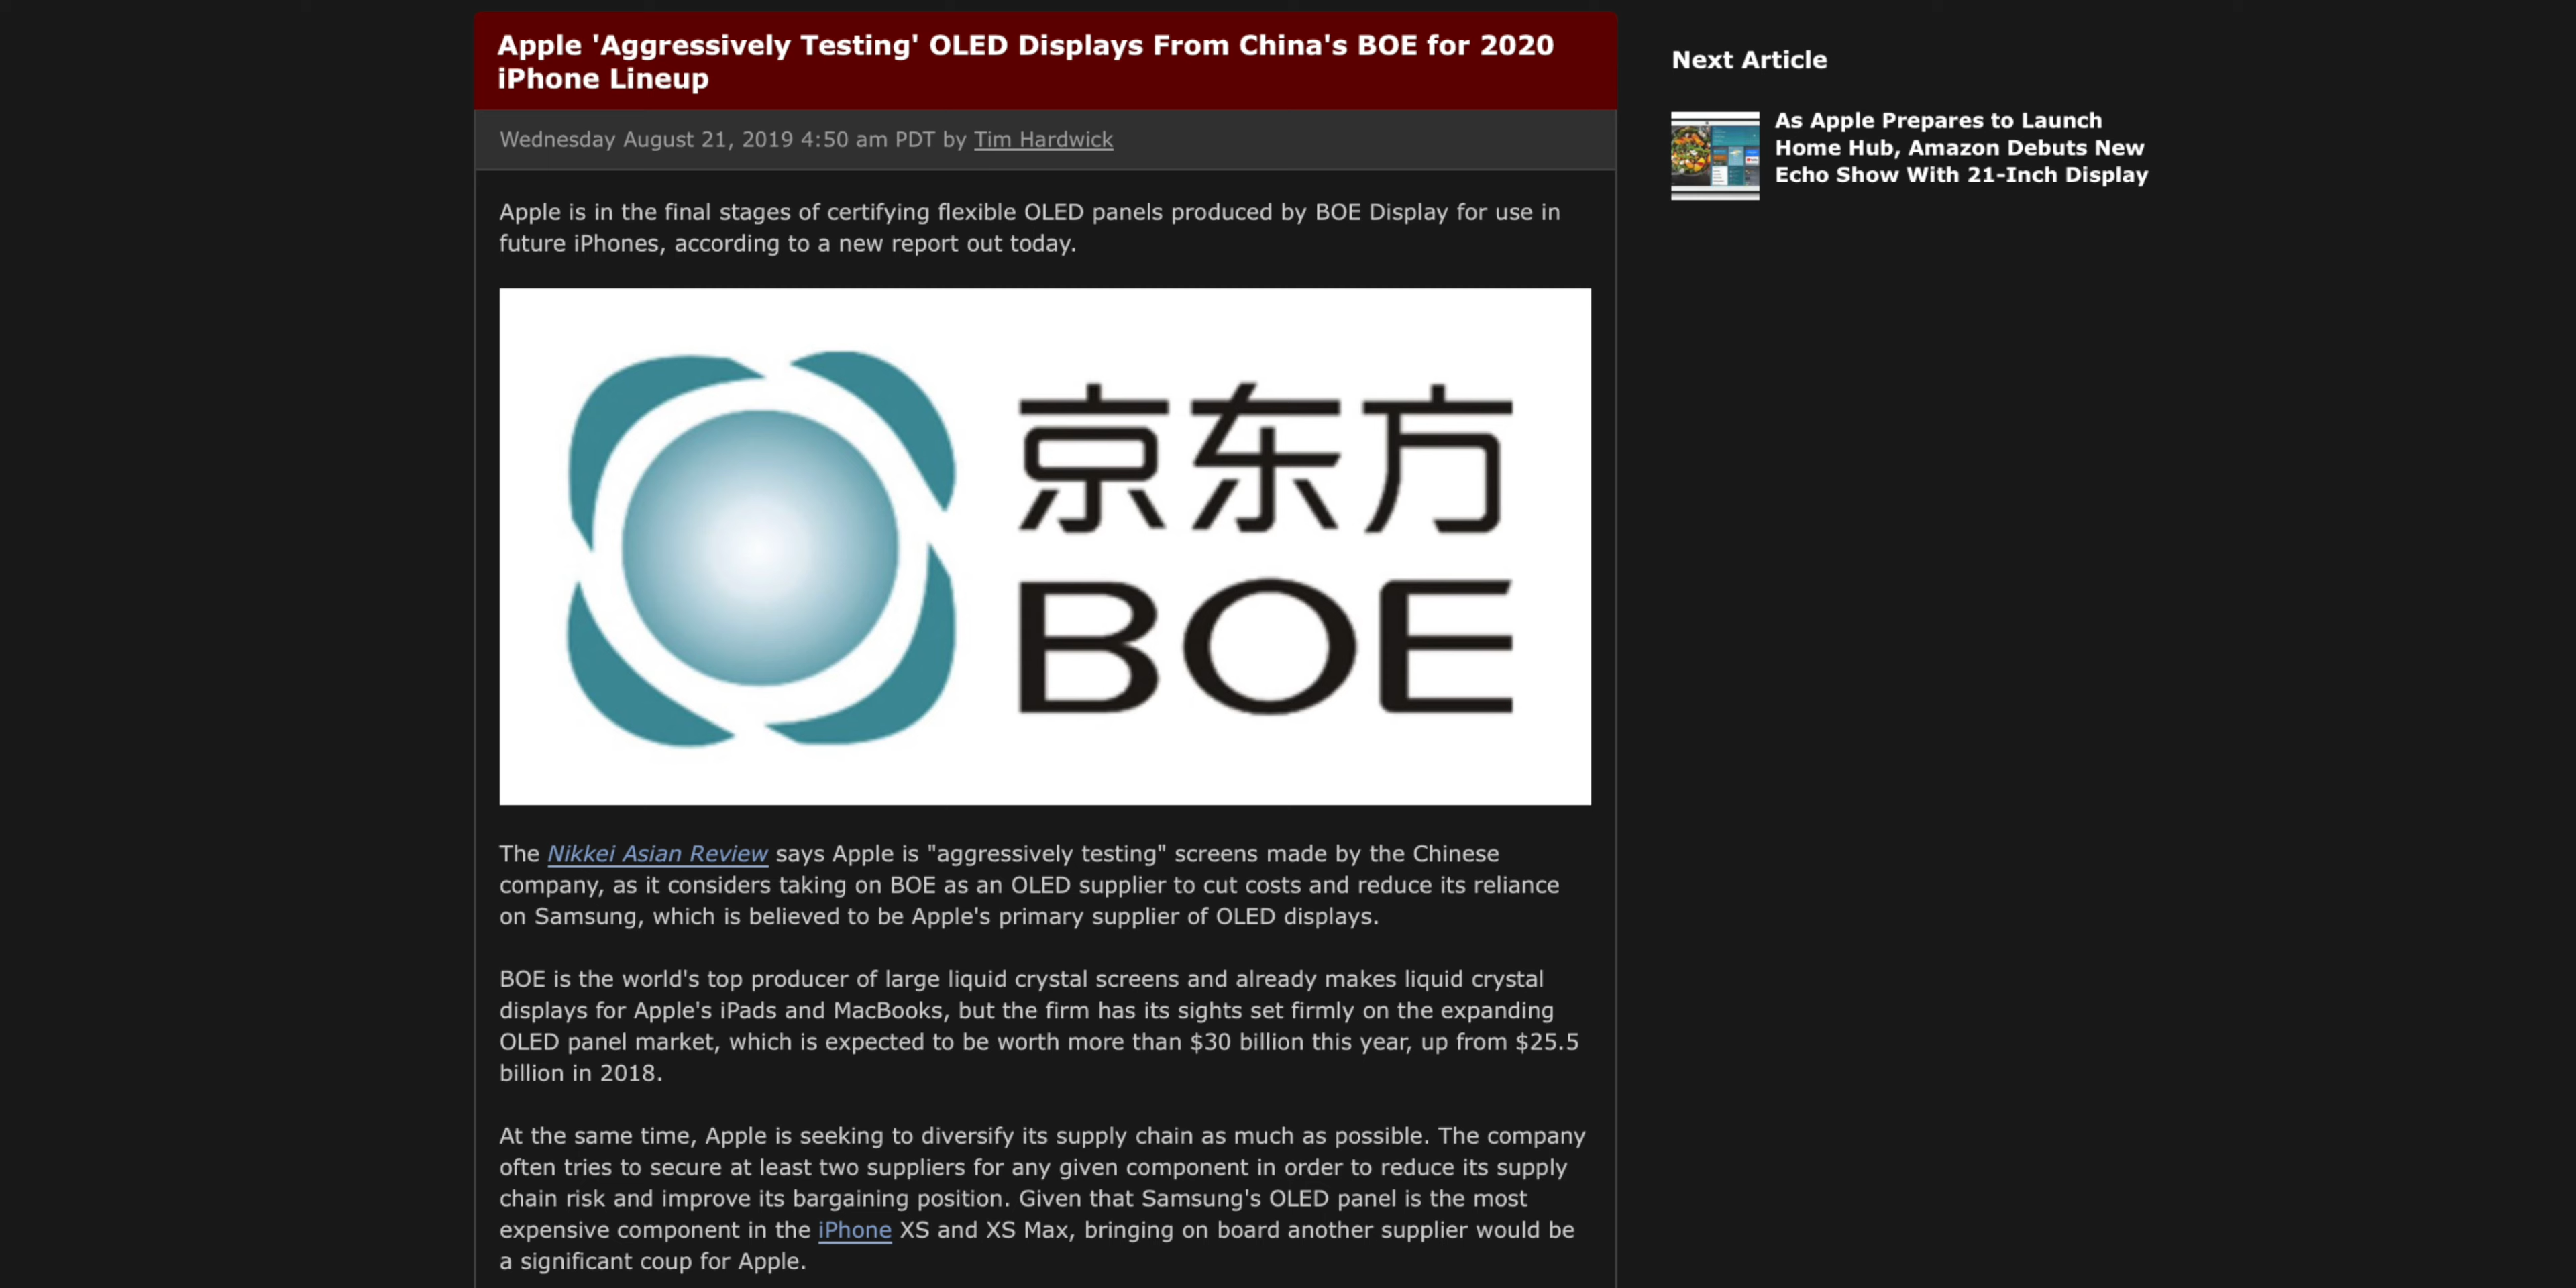 Apple 'Aggressively Testing' OLED Displays From China's BOE for 2020
iPhone Lineup
Wednesday August 21, 2019 4:50 am PDT by Tim Hardwick
Apple is in the final stages of certifying flexible OLED panels produced by BOE Display for use in
future iPhones, according to a new report out today.
京东方
BOE
The Nikkei Asian Review says Apple is "aggressively testing" screens made by the Chinese
company, as it considers taking on BOE as an OLED supplier to cut costs and reduce its reliance
on Samsung, which is believed to be Apple's primary supplier of OLED displays.
BOE is the world's top producer of large liquid crystal screens and already makes liquid crystal
displays for Apple's iPads and MacBooks, but the firm has its sights set firmly on the expanding
OLED panel market, which is expected to be worth more than $30 billion this year, up from $25.5
billion in 2018.
At the same time, Apple is seeking to diversify its supply chain as much as possible. The company
often tries to secure at least two suppliers for any given component in order to reduce its supply
chain risk and improve its bargaining position. Given that Samsung's OLED panel is the most
expensive component in the iPhone XS and XS Max, bringing on board another supplier would be
a significant coup for Apple.
Next Article
As Apple Prepares to Launch
Home Hub, Amazon Debuts New
Echo Show With 21-Inch Display